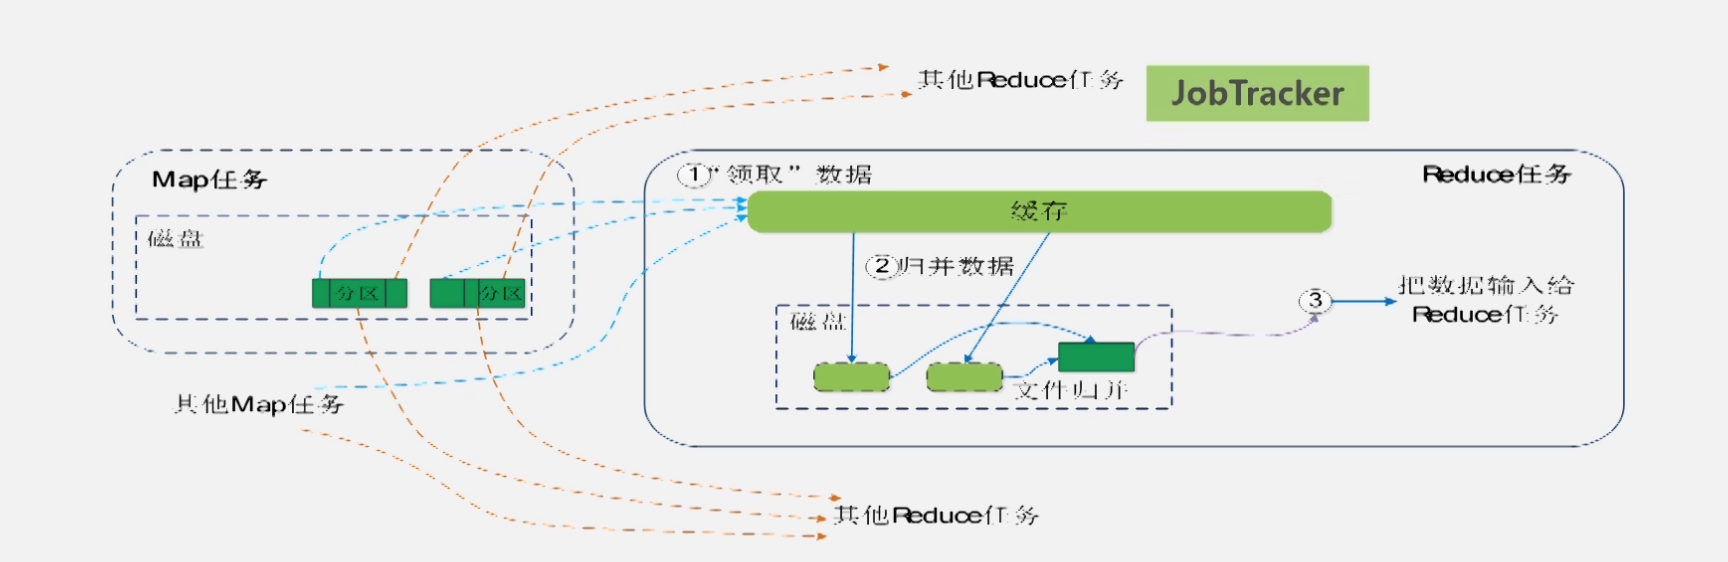 其他Reduce任务
JobTracker
Map任务
磁盘
分区
分区
其他Map任务
①“领取”数据
Reduce任务
缓存
②归并数据
磁盘
文件归并
③
把数据输入给
Reduce任务
其他Reduce任务